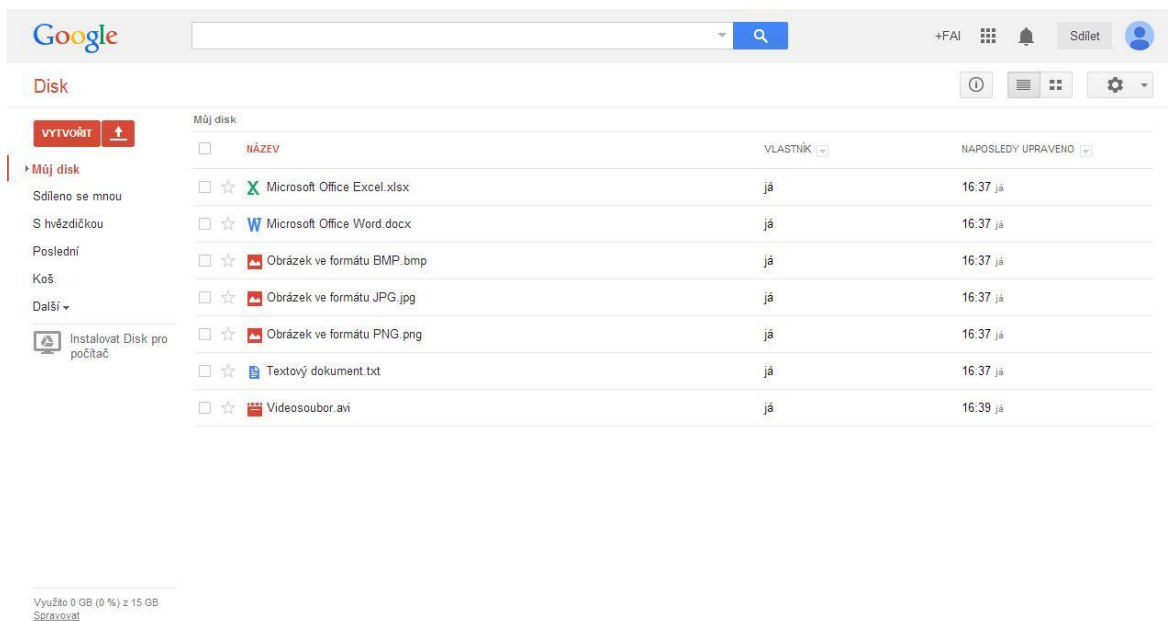 Google
+FAI
Sdílet
Disk
VYTVOŘIT
Můj disk
Sdíleno se mnou
S hvězdičkou
Poslední
Koš
Další
Instalovat Disk pro
počítač
Můj disk
NÁZEV VLASTNÍK NAPOSLEDY UPRAVENO
Microsoft Office Excel.xlsx já 16:37 já
Microsoft Office Word.docx já 16:37 já
Obrázek ve formátu BMP.bmp já 16:37 já
Obrázek ve formátu JPG.jpg já 16:37 já
Obrázek ve formátu PNG.png já 16:37 já
Textový dokument.txt já 16:37 já
Videosoubor.avi já 16:39 já
Využito 0 GB (0 %) z 15 GB
Spravovat